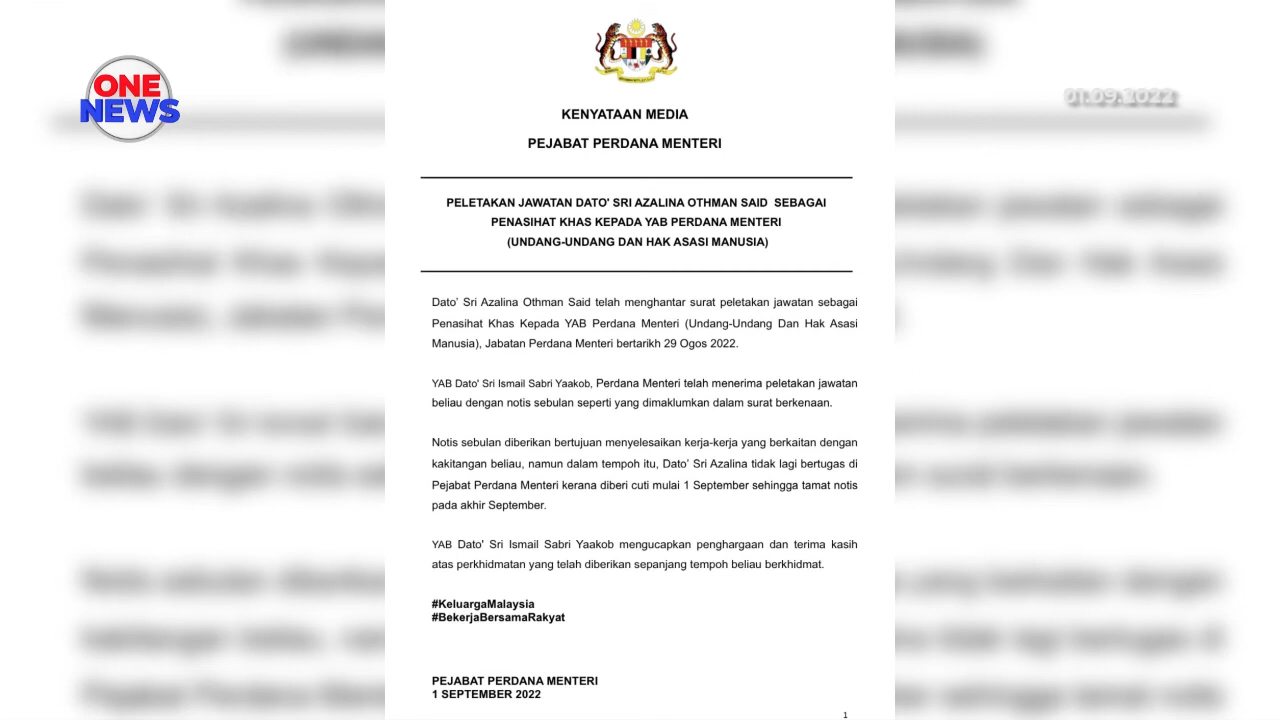 ONE
NEWS
01.09.2022
KENYATAAN MEDIA
PEJABAT PERDANA MENTERI
PELETAKAN JAWATAN DATO' SRI AZALINA OTHMAN SAID SEBAGAI
PENASIHAT KHAS KEPADA YAB PERDANA MENTERI
(UNDANG-UNDANG DAN HAK ASASI MANUSIA)
Dato’ Sri Azalina Othman Said telah menghantar surat peletakan jawatan sebagai
Penasihat Khas Kepada YAB Perdana Menteri (Undang-Undang Dan Hak Asasi
Manusia), Jabatan Perdana Menteri bertarikh 29 Ogos 2022.
YAB Dato' Sri Ismail Sabri Yaakob, Perdana Menteri telah menerima peletakan jawatan
beliau dengan notis sebulan seperti yang dimaklumkan dalam surat berkenaan.
Notis sebulan diberikan bertujuan menyelesaikan kerja-kerja yang berkaitan dengan
kakitangan beliau, namun dalam tempoh itu, Dato’ Sri Azalina tidak lagi bertugas di
Pejabat Perdana Menteri kerana diberi cuti mulai 1 September sehingga tamat notis
pada akhir September.
YAB Dato' Sri Ismail Sabri Yaakob mengucapkan penghargaan dan terima kasih
atas perkhidmatan yang telah diberikan sepanjang tempoh beliau berkhidmat.
#KeluargaMalaysia
#BekerjaBersamaRakyat
PEJABAT PERDANA MENTERI
1 SEPTEMBER 2022
1